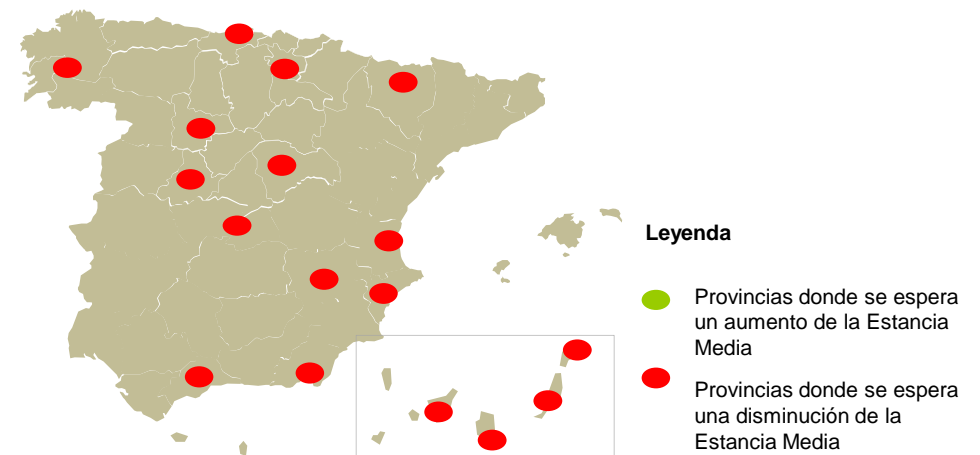 Leyenda
Provincias donde se espera
un aumento de la Estancia
Media
Provincias donde se espera
una disminución de la
Estancia Media